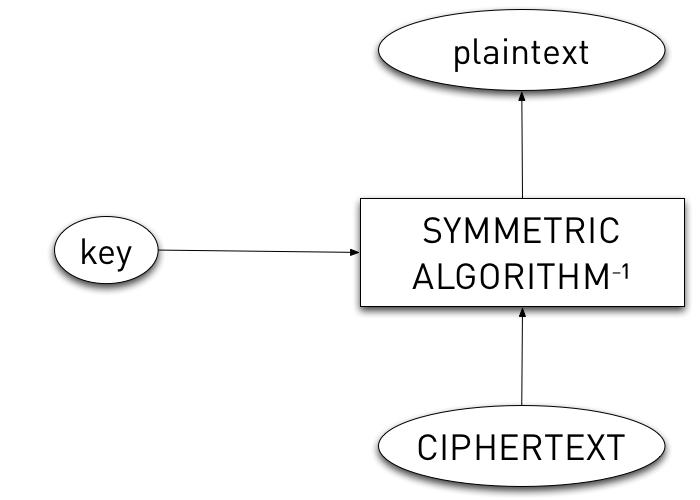 plaintext
key
SYMMETRIC
ALGORITHM⁻¹
CIPHERTEXT